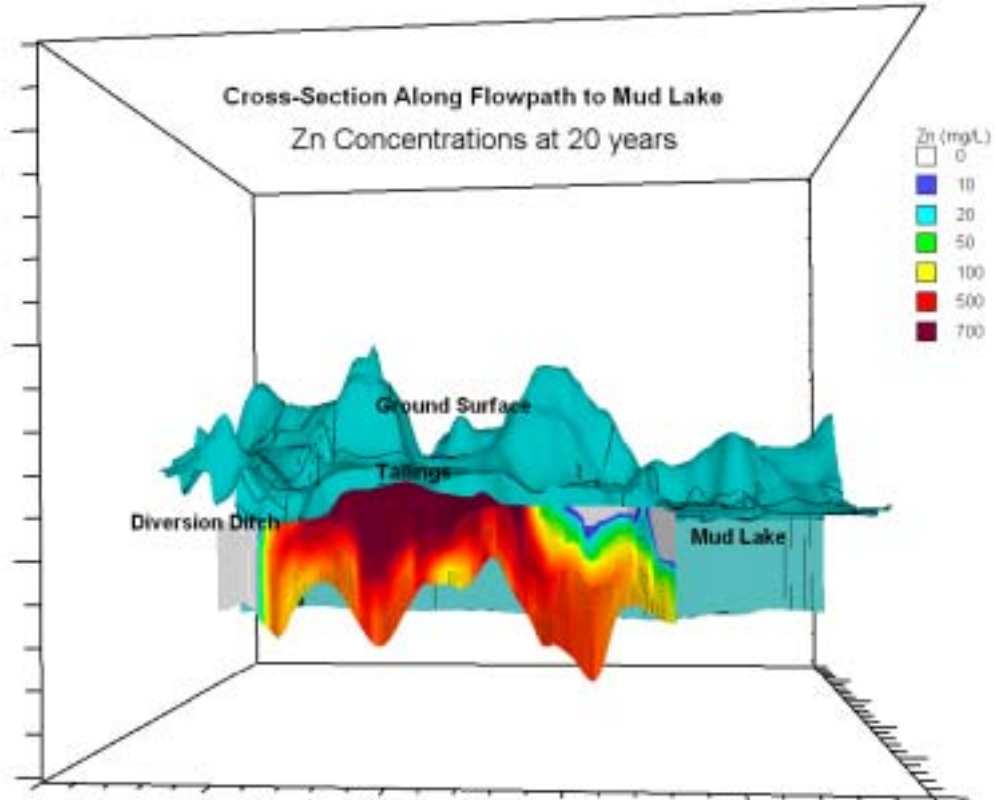 Cross-Section Along Flowpath to Mud Lake
Zn Concentrations at 20 years
Zn (mg/L)
0
10
20
50
100
500
700
Ground Surface
Tailings
Diversion Ditch
Mud Lake